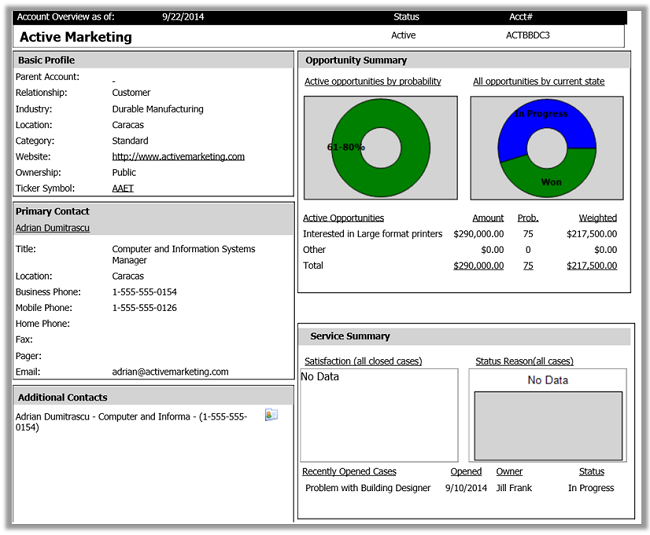 Account Overview as of: 9/22/2014 Status Acct#
Active Marketing Active ACTBBDC3
Basic Profile
Parent Account: -
Relationship: Customer
Industry: Durable Manufacturing
Location: Caracas
Category: Standard
Website: http://www.activemarketing.com
Ownership: Public
Ticker Symbol: AAET
Primary Contact
Adrian Dumitrascu
Title: Computer and Information Systems
Manager
Location: Caracas
Business Phone: 1-555-555-0154
Mobile Phone: 1-555-555-0126
Home Phone:
Fax:
Pager:
Email: adrian@activemarketing.com
Additional Contacts
Adrian Dumitrascu - Computer and Informa - (1-555-555-
0154)
Opportunity Summary
Active opportunities by probability All opportunities by current state
61-80%
In Progress
Won
Active Opportunities Amount Prob. Weighted
Interested in Large format printers $290,000.00 75 $217,500.00
Other $0.00 0 $0.00
Total $290,000.00 75 $217,500.00
Service Summary
Satisfaction (all closed cases) Status Reason(all cases)
No Data
No Data
Recently Opened Cases Opened Owner Status
Problem with Building Designer 9/10/2014 Jill Frank In Progress